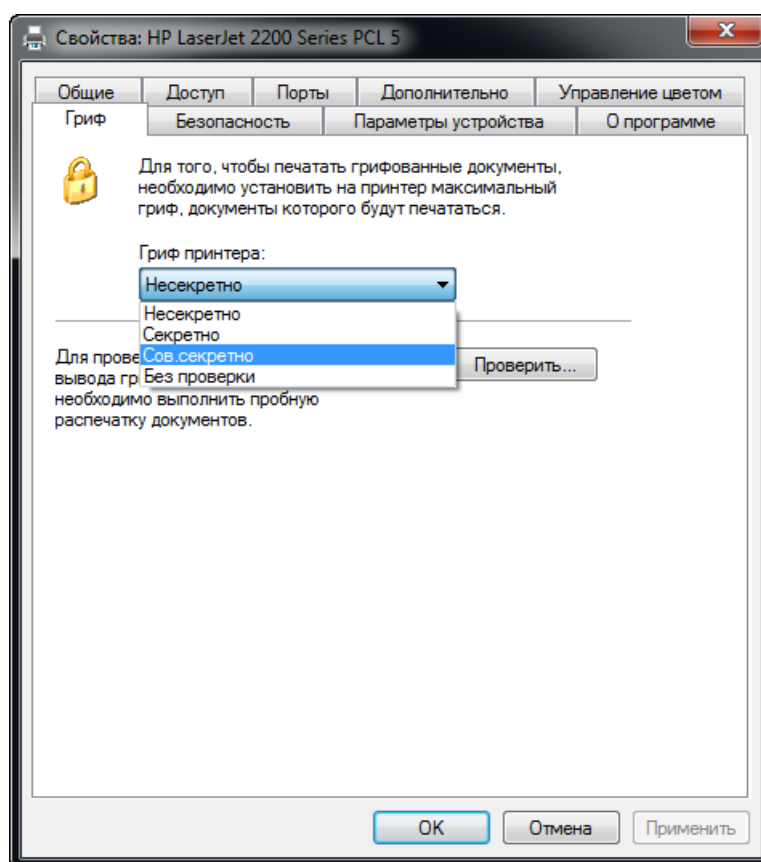 Свойства: HP LaserJet 2200 Series PCL 5
Общие Доступ Порты Дополнительно Управление цветом
Гриф Безопасность Параметры устройства О программе
Для того, чтобы печатать грифованные документы,
необходимо установить на принтер максимальный
гриф, документы которого будут печататься.
Гриф принтера:
Несекретно
Несекретно
Секретно
Сов.секретно
Без проверки
Для прове
вывода гр
необходимо выполнить пробную
распечатку документов.
Проверить...
OK Отмена Применить